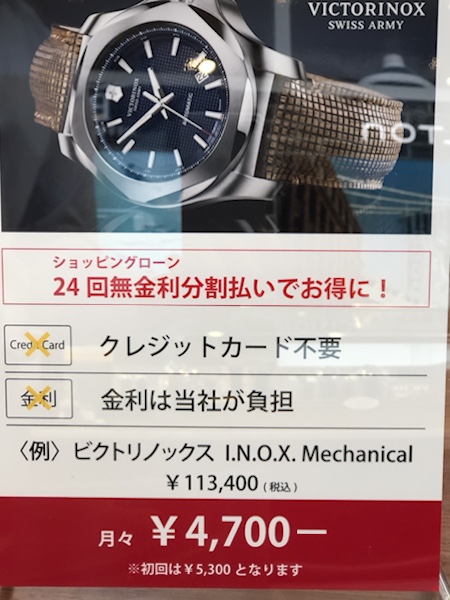 VICTORINOX
SWISS ARMY
ショッピングローン
24回無金利分割払いでお得に！
Credit Card
クレジットカード不要
金利
金利は当社が負担
〈例〉ビクトリノックス I.N.O.X. Mechanical
￥113,400（税込）
月々 ￥4,700ー
※初回は￥5,300となります